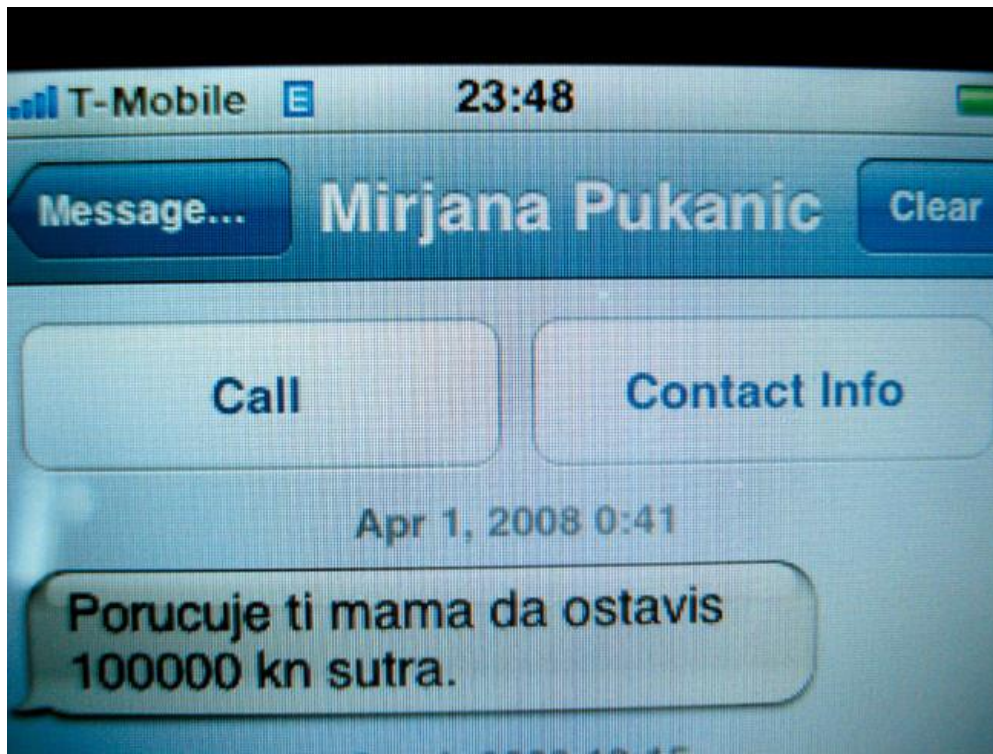 T-Mobile E 23:48
Message... Mirjana Pukanic Clear
Call Contact Info
Apr 1, 2008 0:41
Porucuje ti mama da ostavis
100000 kn sutra.